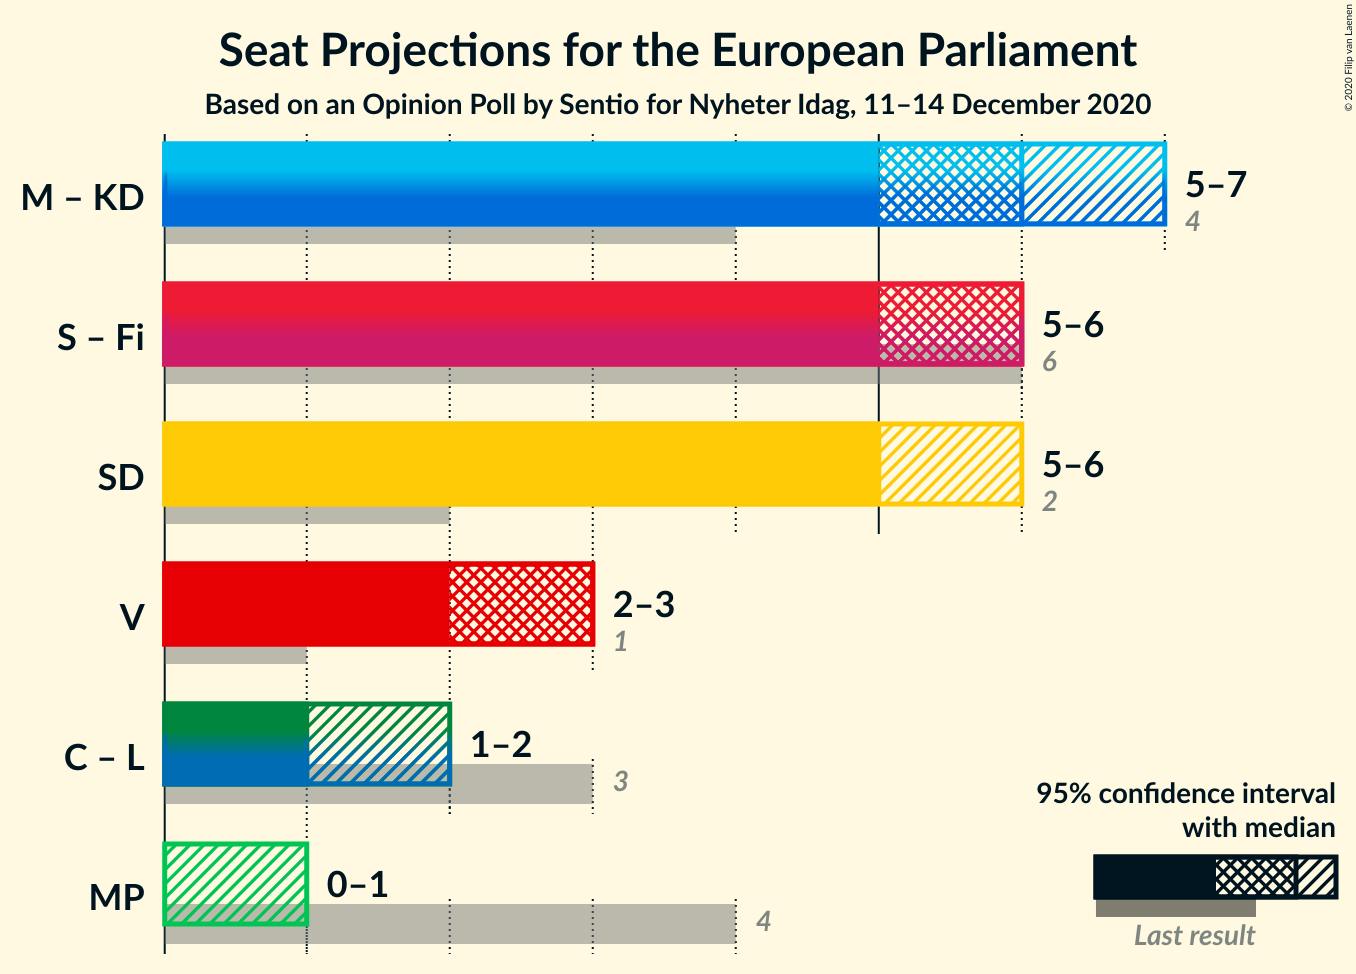 Seat Projections for the European Parliament
Based on an Opinion Poll by Sentio for Nyheter Idag, 11–14 December 2020
© 2020 Filip van Laenen
M – KD
5–7
4
S – Fi
5–6
6
SD
5–6
2
V
2–3
1
C – L
1–2
3
MP
0–1
4
95% confidence interval
with median
Last result